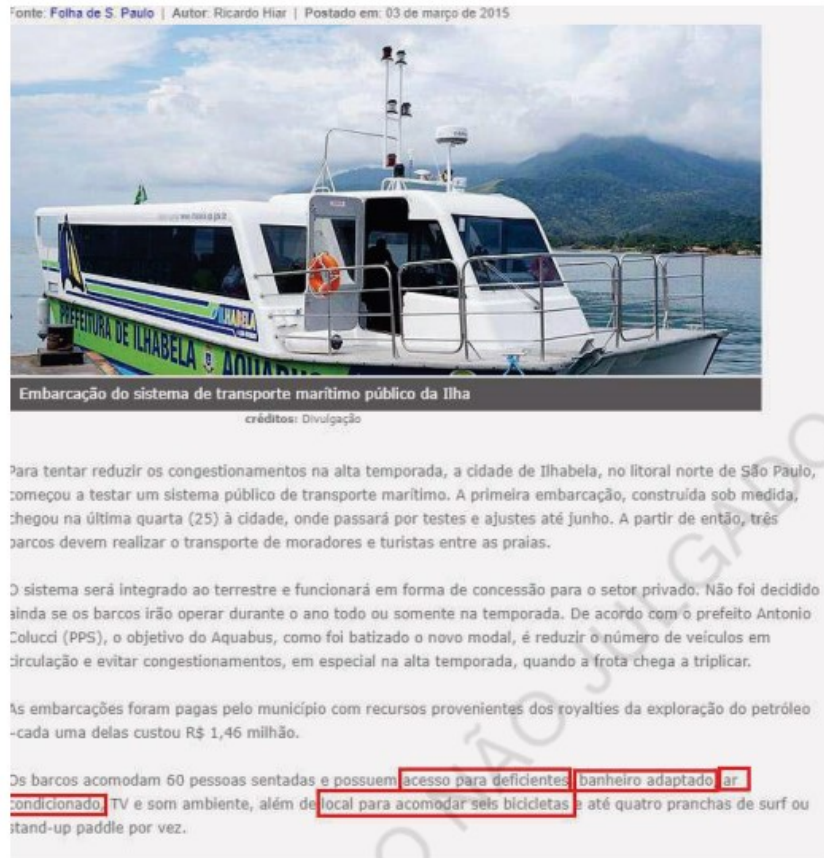 Fonte: Folha de S. Paulo | Autor: Ricardo Hiar | Postado em: 03 de março de 2015
PREFEITURA DE ILHABELA AQUABUS
ILHABELA
Embarcação do sistema de transporte marítimo público da Ilha
créditos: Divulgação
Para tentar reduzir os congestionamentos na alta temporada, a cidade de Ilhabela, no litoral norte de São Paulo,
começou a testar um sistema público de transporte marítimo. A primeira embarcação, construída sob medida,
chegou na última quarta (25) à cidade, onde passará por testes e ajustes até junho. A partir de então, três
barcos devem realizar o transporte de moradores e turistas entre as praias.
O sistema será integrado ao terrestre e funcionará em forma de concessão para o setor privado. Não foi decidido
ainda se os barcos irão operar durante o ano todo ou somente na temporada. De acordo com o prefeito Antonio
Colucci (PPS), o objetivo do Aquabus, como foi batizado o novo modal, é reduzir o número de veículos em
circulação e evitar congestionamentos, em especial na alta temporada, quando a frota chega a triplicar.
As embarcações foram pagas pelo município com recursos provenientes dos royalties da exploração do petróleo
–cada uma delas custou R$ 1,46 milhão.
Os barcos acomodam 60 pessoas sentadas e possuem acesso para deficientes, banheiro adaptado, ar
condicionado, TV e som ambiente, além de local para acomodar seis bicicletas e até quatro pranchas de surf ou
stand-up paddle por vez.
O NÃO JULGADO